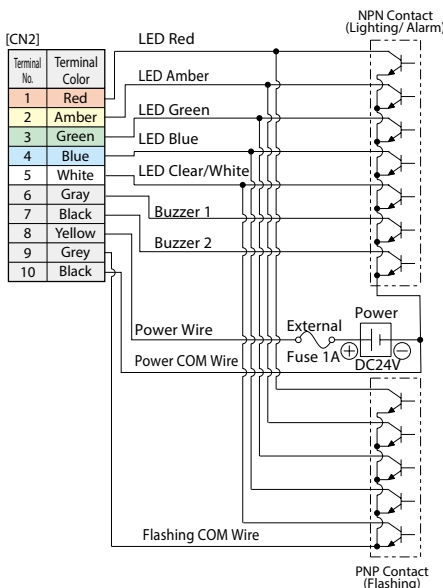 NPN Contact
(Lighting/ Alarm)
[CN2]
Terminal No.
Terminal Color
1 Red
2 Amber
3 Green
4 Blue
5 White
6 Gray
7 Black
8 Yellow
9 Grey
10 Black
LED Red
LED Amber
LED Green
LED Blue
LED Clear/White
Buzzer 1
Buzzer 2
Power Wire
External
Fuse 1A
Power
+
−
DC24V
Power COM Wire
Flashing COM Wire
PNP Contact
(Flashing)